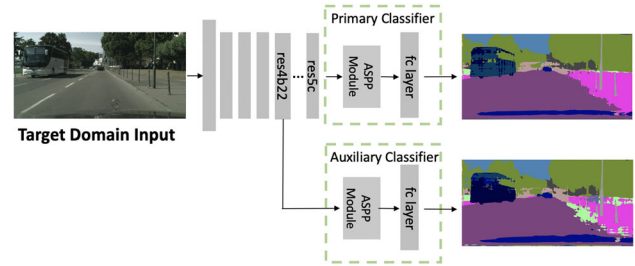 Primary Classifier
res4b22
...
res5c
ASPP
Module
fc layer
Target Domain Input
Auxiliary Classifier
ASPP
Module
fc layer